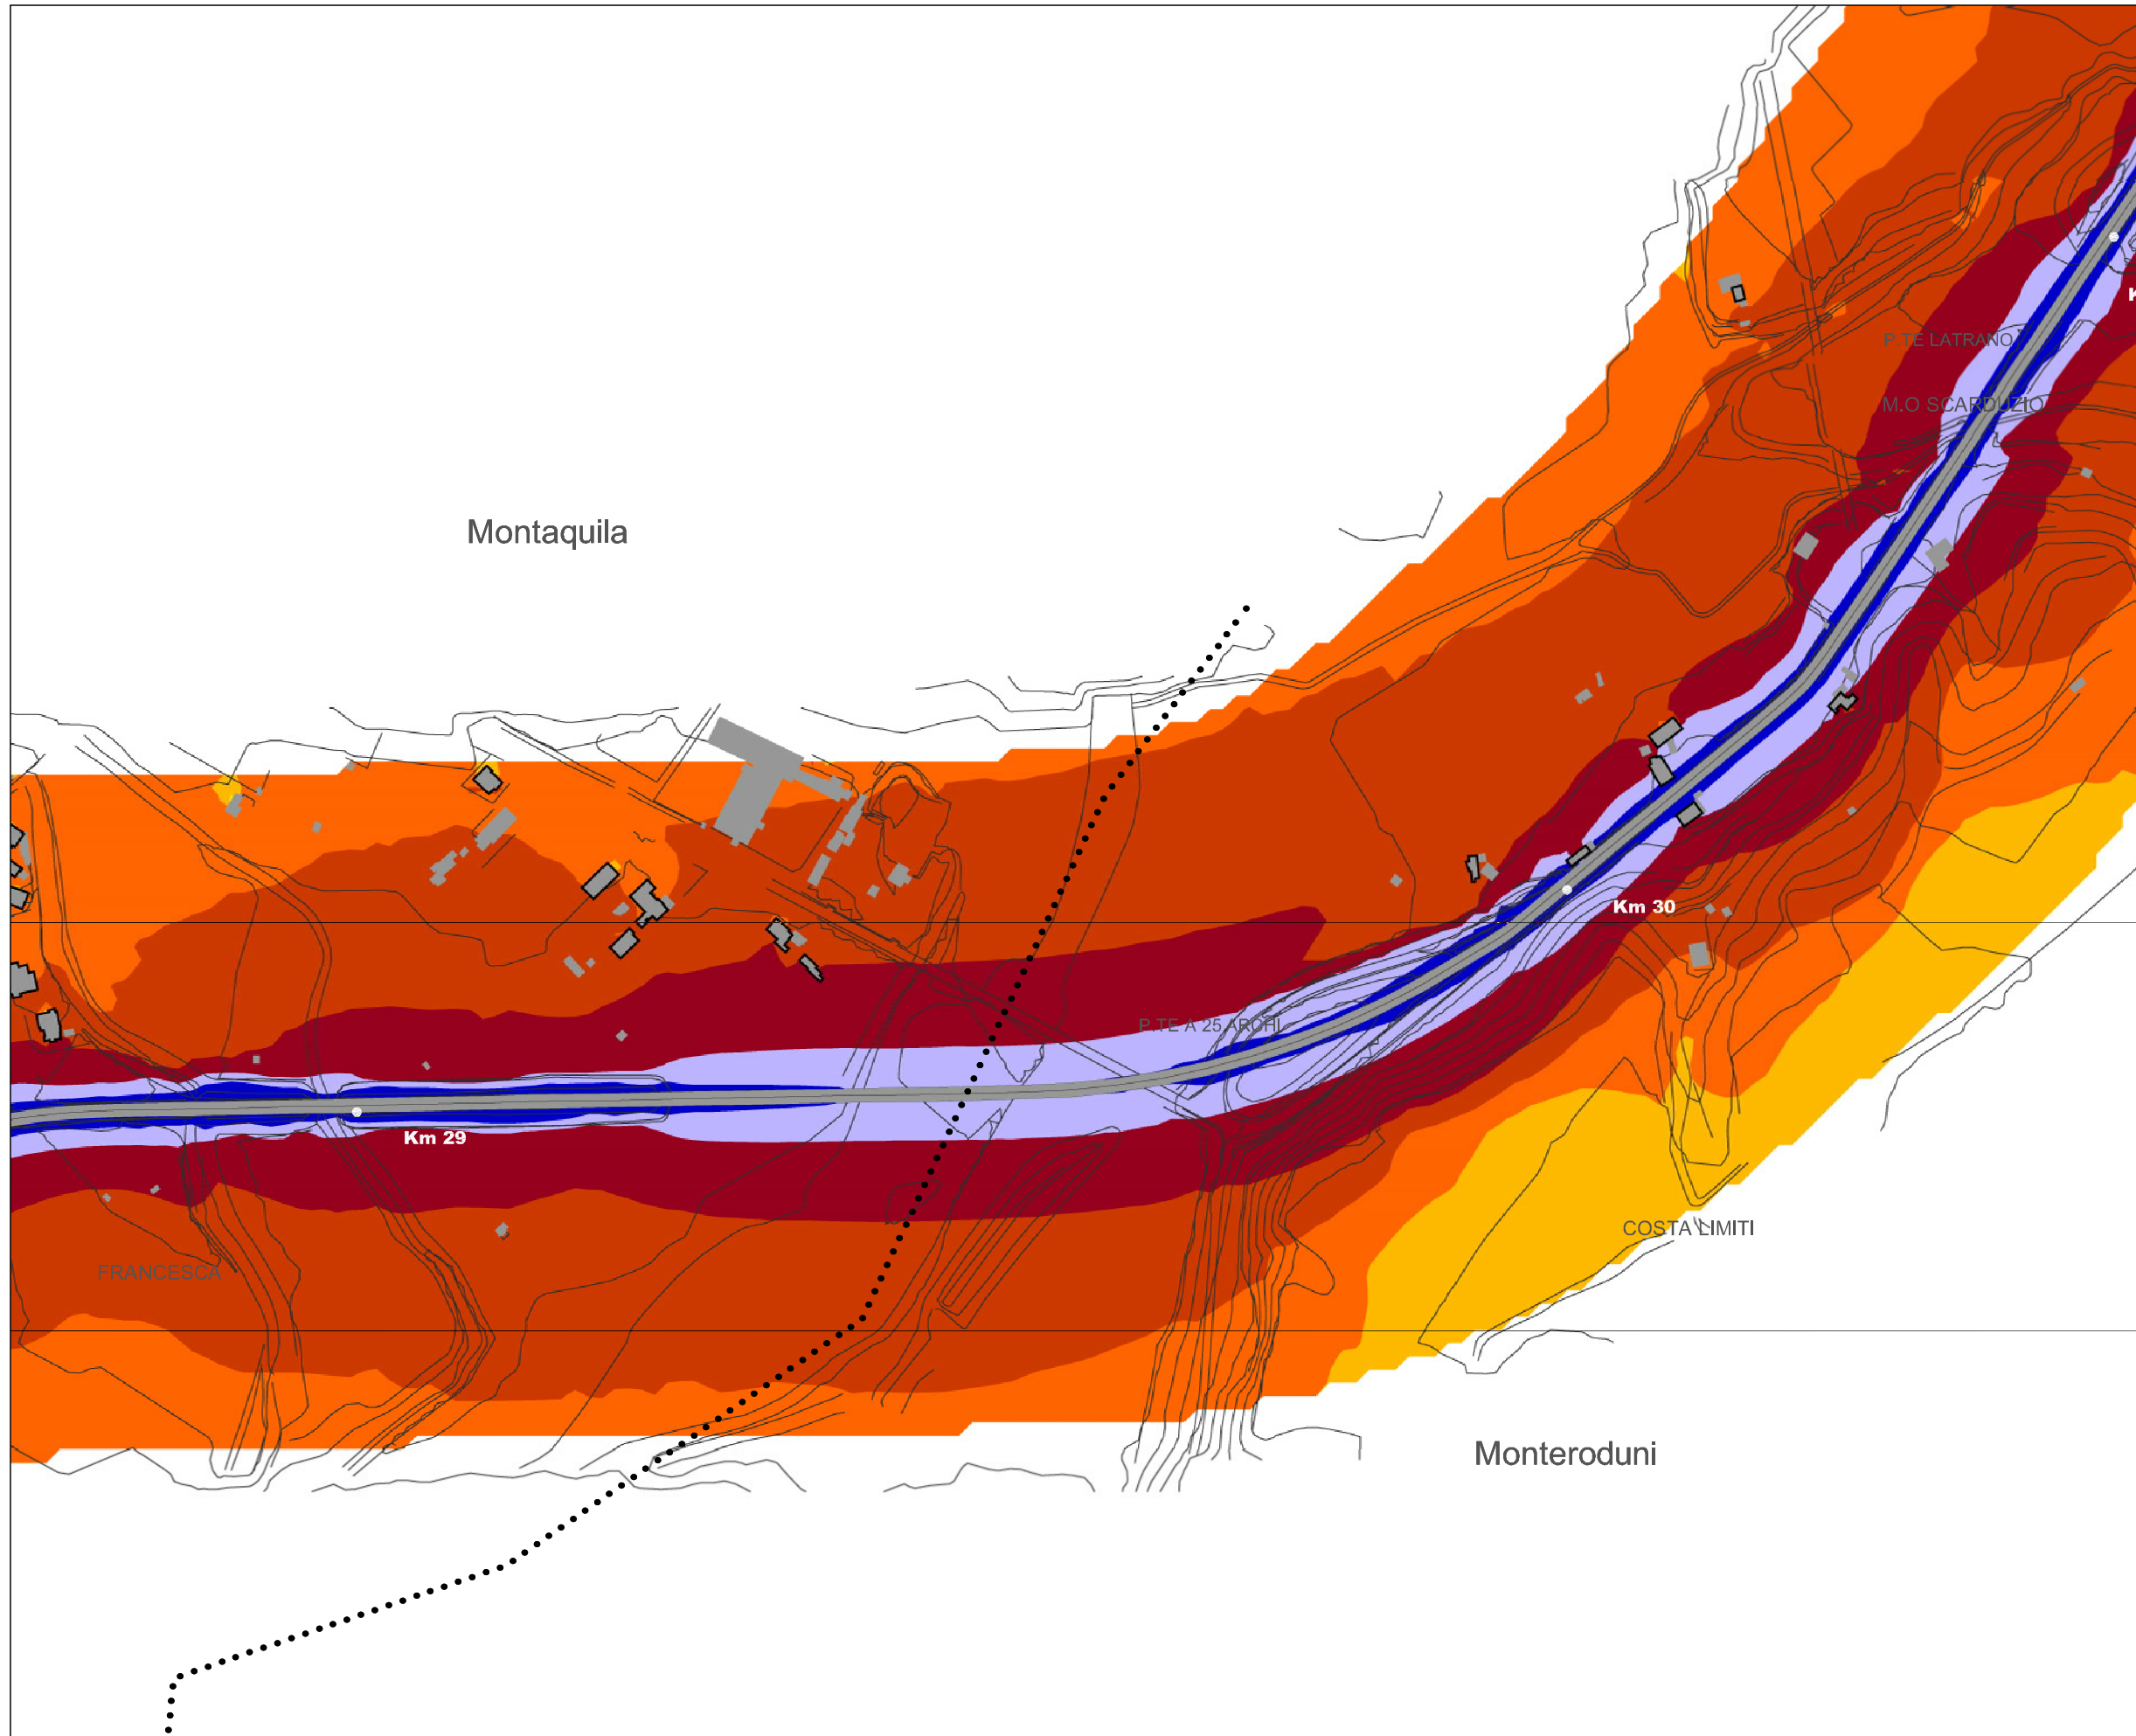 K
P.TE LATRANO
M.O SCARDUZIO
Montaquila
Km 30
P.TE A 25 ARCHI
Km 29
COSTA LIMITI
FRANCESCA
Monteroduni